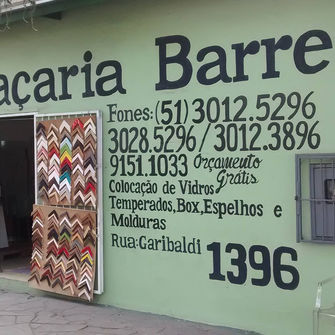 açaria Barre
Fones: (51) 3012.5296
3028.5296 / 3012.3896
9151.1033 Orçamento Grátis
Colocação de Vidros
Temperados,Box,Espelhos e
Molduras
Rua:Garibaldi 1396